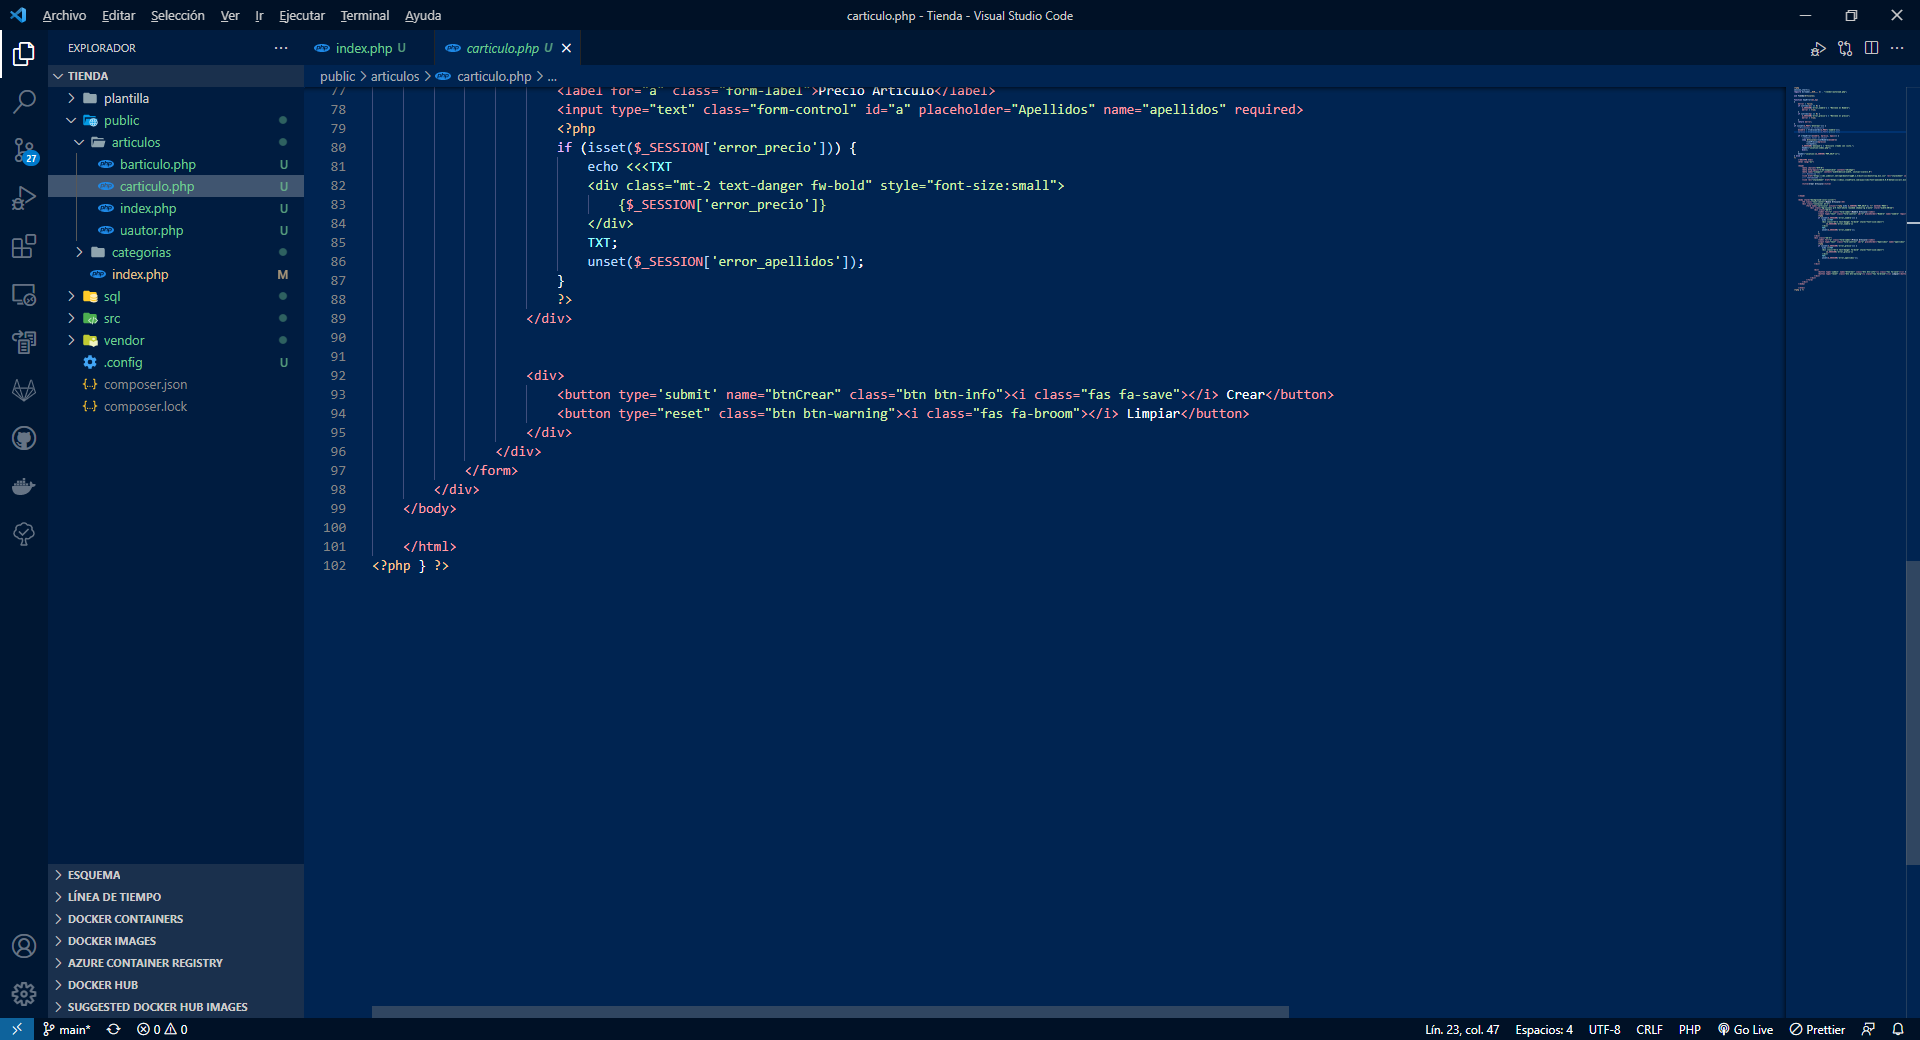 Archivo Editar Selección Ver Ir Ejecutar Terminal Ayuda
carticulo.php - Tienda - Visual Studio Code
EXPLORADOR
TIENDA
plantilla
public
articulos
barticulo.php U
carticulo.php U
index.php U
uautor.php U
categorias
index.php M
sql
src
vendor
.config U
composer.json
composer.lock
27
ESQUEMA
LÍNEA DE TIEMPO
DOCKER CONTAINERS
DOCKER IMAGES
AZURE CONTAINER REGISTRY
DOCKER HUB
SUGGESTED DOCKER HUB IMAGES
index.php U
carticulo.php U
public > articulos > carticulo.php > ...
77 <label for="a" class="form-label">Precio Articulo</label>
78 <input type="text" class="form-control" id="a" placeholder="Apellidos" name="apellidos" required>
79 <?php
80 if (isset($_SESSION['error_precio'])) {
81 echo <<<TXT
82 <div class="mt-2 text-danger fw-bold" style="font-size:small">
83 {$_SESSION['error_precio']}
84 </div>
85 TXT;
86 unset($_SESSION['error_apellidos']);
87 }
88 ?>
89 </div>
90
91
92 <div>
93 <button type='submit' name="btnCrear" class="btn btn-info"><i class="fas fa-save"></i> Crear</button>
94 <button type="reset" class="btn btn-warning"><i class="fas fa-broom"></i> Limpiar</button>
95 </div>
96 </div>
97 </form>
98 </div>
99 </body>
100
101 </html>
102 <?php } ?>
main* 0 0
Lín. 23, col. 47 Espacios: 4 UTF-8 CRLF PHP Go Live Prettier